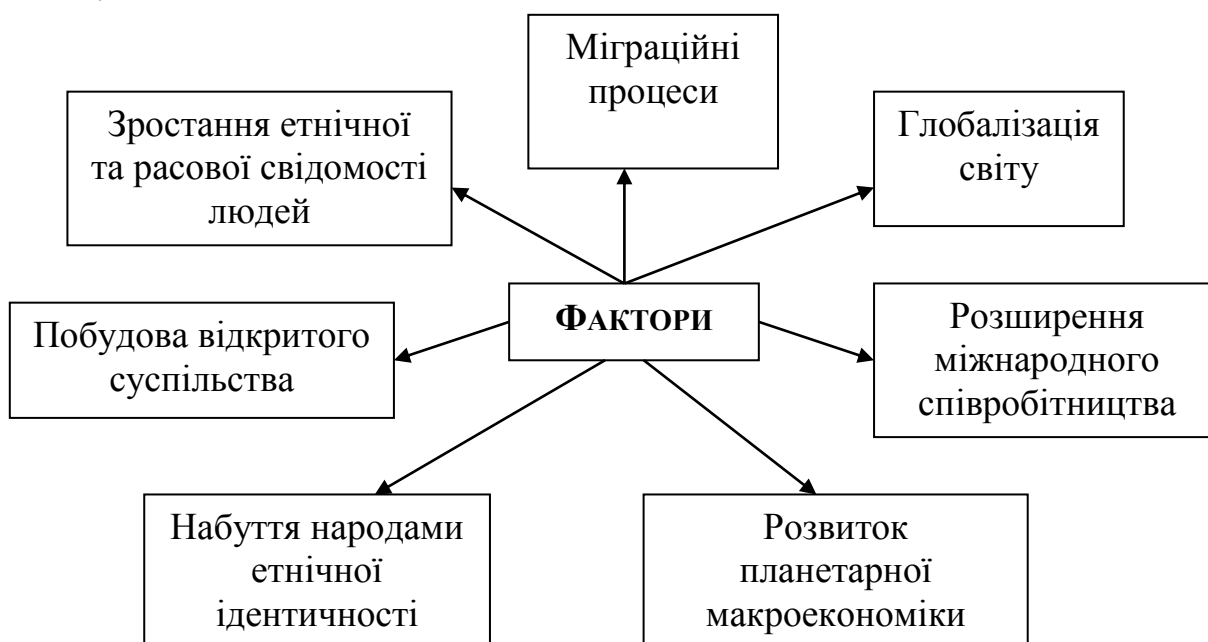 Міграційні
процеси
Зростання етнічної
та расової свідомості
людей
Глобалізація
світу
ФАКТОРИ
Побудова відкритого
суспільства
Розширення
міжнародного
співробітництва
Набуття народами
етнічної
ідентичності
Розвиток
планетарної
макроекономіки